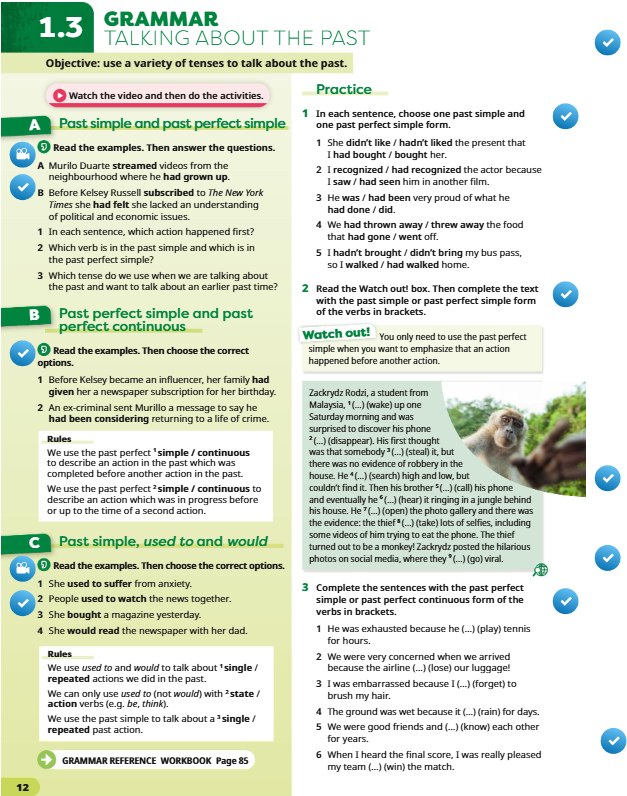 1.3
GRAMMAR
TALKING ABOUT THE PAST
Objective: use a variety of tenses to talk about the past.
Watch the video and then do the activities.
A Past simple and past perfect simple
Read the examples. Then answer the questions.
A Murilo Duarte streamed videos from the
neighbourhood where he had grown up.
B Before Kelsey Russell subscribed to The New York
Times she had felt she lacked an understanding
of political and economic issues.
1 In each sentence, which action happened first?
2 Which verb is in the past simple and which is in
the past perfect simple?
3 Which tense do we use when we are talking about
the past and want to talk about an earlier past time?
B Past perfect simple and past
perfect continuous
Read the examples. Then choose the correct
options.
1 Before Kelsey became an influencer, her family had
given her a newspaper subscription for her birthday.
2 An ex-criminal sent Murillo a message to say he
had been considering returning to a life of crime.
Rules
We use the past perfect 1 simple / continuous
to describe an action in the past which was
completed before another action in the past.
We use the past perfect 2 simple / continuous to
describe an action which was in progress before
or up to the time of a second action.
C Past simple, used to and would
Read the examples. Then choose the correct options.
1 She used to suffer from anxiety.
2 People used to watch the news together.
3 She bought a magazine yesterday.
4 She would read the newspaper with her dad.
Rules
We use used to and would to talk about 1 single /
repeated actions we did in the past.
We can only use used to (not would) with 2 state /
action verbs (e.g. be, think).
We use the past simple to talk about a 3 single /
repeated past action.
GRAMMAR REFERENCE WORKBOOK Page 85
12
Practice
1 In each sentence, choose one past simple and
one past perfect simple form.
1 She didn't like / hadn't liked the present that
I had bought / bought her.
2 I recognized / had recognized the actor because
I saw / had seen him in another film.
3 He was / had been very proud of what he
had done / did.
4 We had thrown away / threw away the food
that had gone / went off.
5 I hadn't brought / didn't bring my bus pass,
so I walked / had walked home.
2 Read the Watch out! box. Then complete the text
with the past simple or past perfect simple form
of the verbs in brackets.
Watch out! You only need to use the past perfect
simple when you want to emphasize that an action
happened before another action.
Zackrydz Rodzi, a student from
Malaysia, 1 (...) (wake) up one
Saturday morning and was
surprised to discover his phone
2 (...) (disappear). His first thought
was that somebody 3 (...) (steal) it, but
there was no evidence of robbery in the
house. He 4 (...) (search) high and low, but
couldn't find it. Then his brother 5 (...) (call) his phone
and eventually he 6 (...) (hear) it ringing in a jungle behind
his house. He 7 (...) (open) the photo gallery and there was
the evidence: the thief 8 (...) (take) lots of selfies, including
some videos of him trying to eat the phone. The thief
turned out to be a monkey! Zackrydz posted the hilarious
photos on social media, where they 9 (...) (go) viral.
3 Complete the sentences with the past perfect
simple or past perfect continuous form of the
verbs in brackets.
1 He was exhausted because he (...) (play) tennis
for hours.
2 We were very concerned when we arrived
because the airline (...) (lose) our luggage!
3 I was embarrassed because I (...) (forget) to
brush my hair.
4 The ground was wet because it (...) (rain) for days.
5 We were good friends and (...) (know) each other
for years.
6 When I heard the final score, I was really pleased
my team (...) (win) the match.